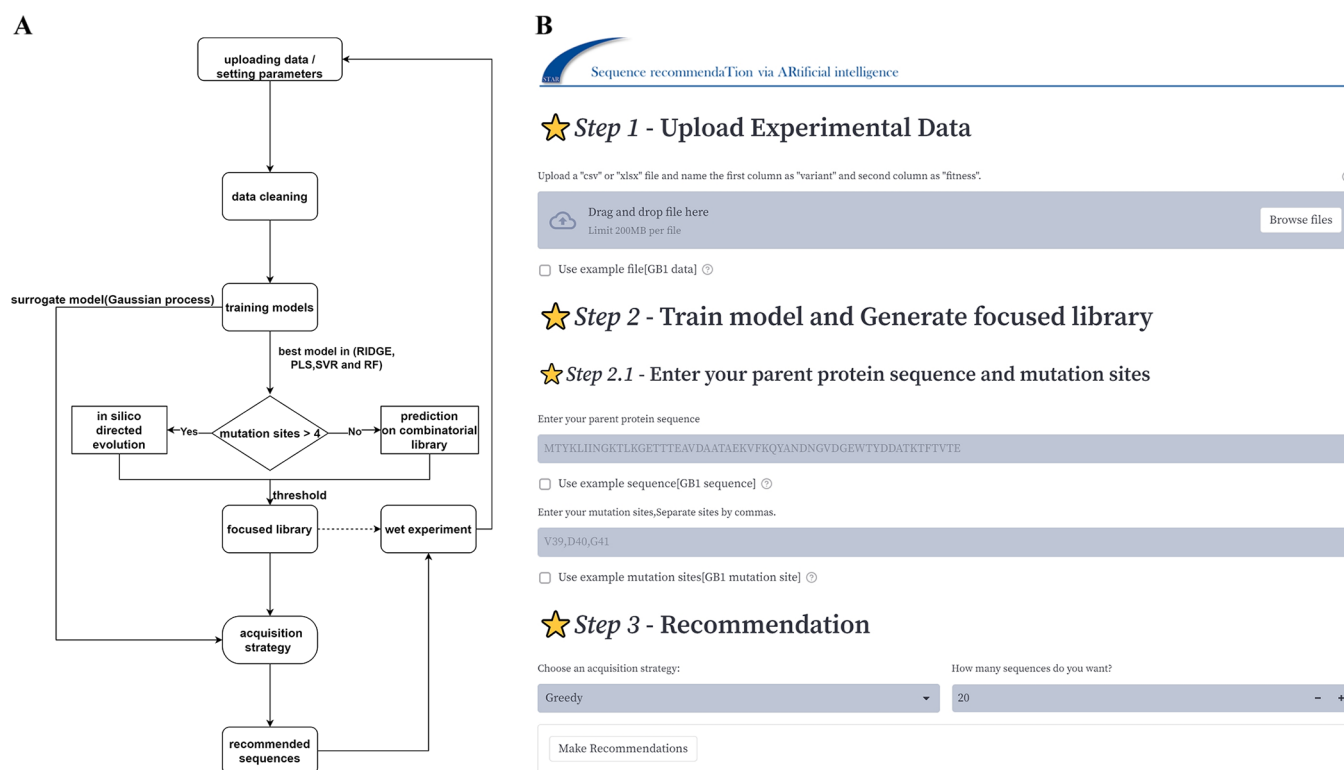 A
uploading data /
setting parameters
data cleaning
surrogate model(Gaussian process)
training models
best model in (RIDGE,
PLS,SVR and RF)
in silico
directed
evolution
Yes
mutation sites > 4
No
prediction
on combinatorial
library
threshold
focused library
wet experiment
acquisition
strategy
recommended
sequences
B
STAR
Sequence recommendaTion via ARtificial intelligence
Step 1 - Upload Experimental Data
Upload a "csv" or "xlsx" file and name the first column as "variant" and second column as "fitness".
Drag and drop file here
Limit 200MB per file
Browse files
Use example file[GB1 data]
Step 2 - Train model and Generate focused library
Step 2.1 - Enter your parent protein sequence and mutation sites
Enter your parent protein sequence
MTYKLIINGKTLKGETTTEAVDAATAEKVFKQYANDNGVDGEWTYDDATKTFTVTE
Use example sequence[GB1 sequence]
Enter your mutation sites,Separate sites by commas.
V39,D40,G41
Use example mutation sites[GB1 mutation site]
Step 3 - Recommendation
Choose an acquisition strategy:
How many sequences do you want?
Greedy
20
Make Recommendations